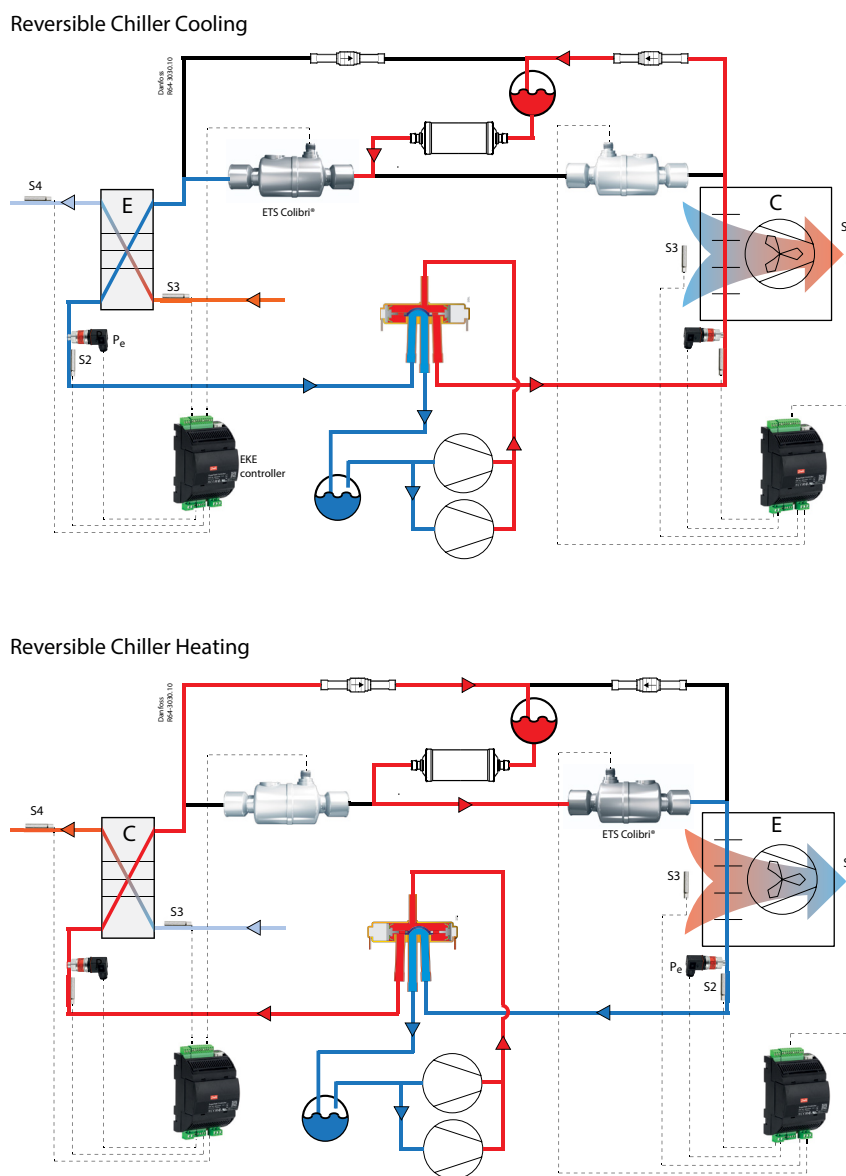 Reversible Chiller Cooling
Danfoss
R64-3030.10
S4
E
ETS Colibri®
C
S
S3
S3
Pe
S2
EKE
controller
Reversible Chiller Heating
Danfoss
R64-3030.10
S4
C
ETS Colibri®
E
S
S3
S3
Pe
S2